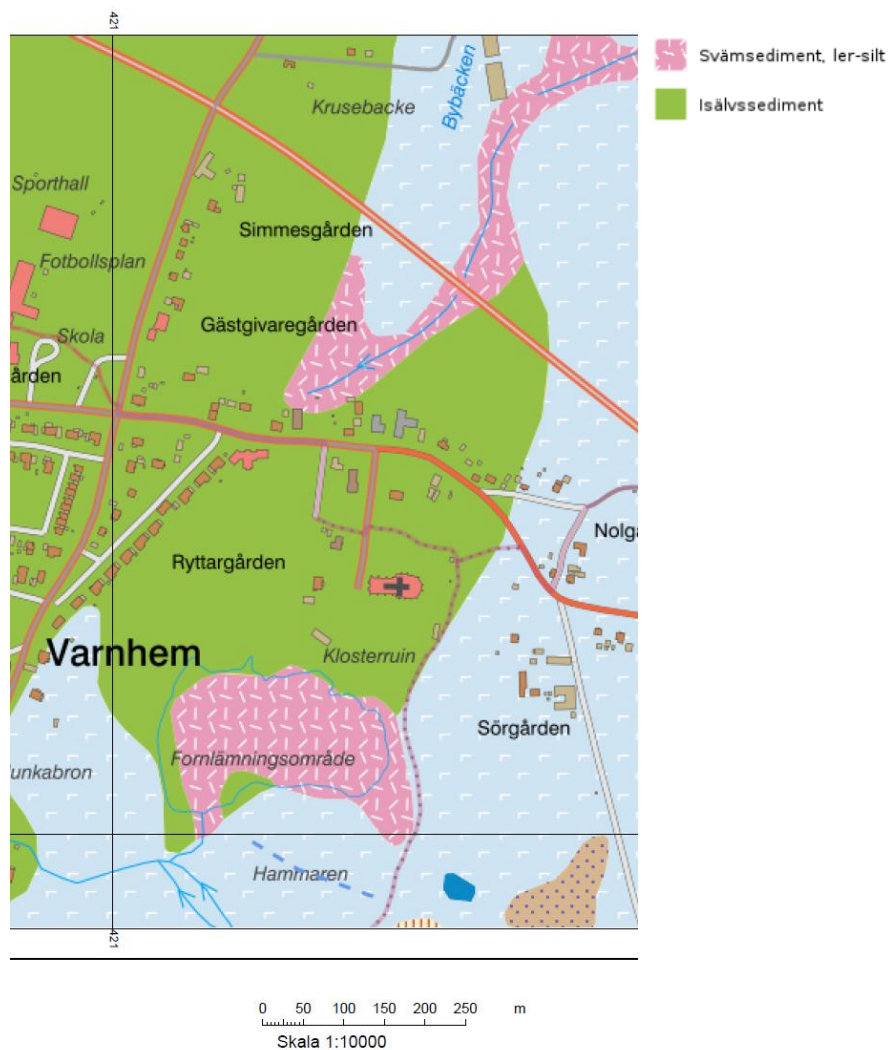 421
Svämsediment, ler-silt
Isälvssediment
Bybäcken
Krusebacke
Sporthall
Simmesgården
Fotbollsplan
Gästgivaregården
Skola
ården
Nolga
Ryttargården
Varnhem
Klosterruin
Sörgården
Fornlämningsområde
unkabron
Hammaren
421
0 50 100 150 200 250 m
Skala 1:10000